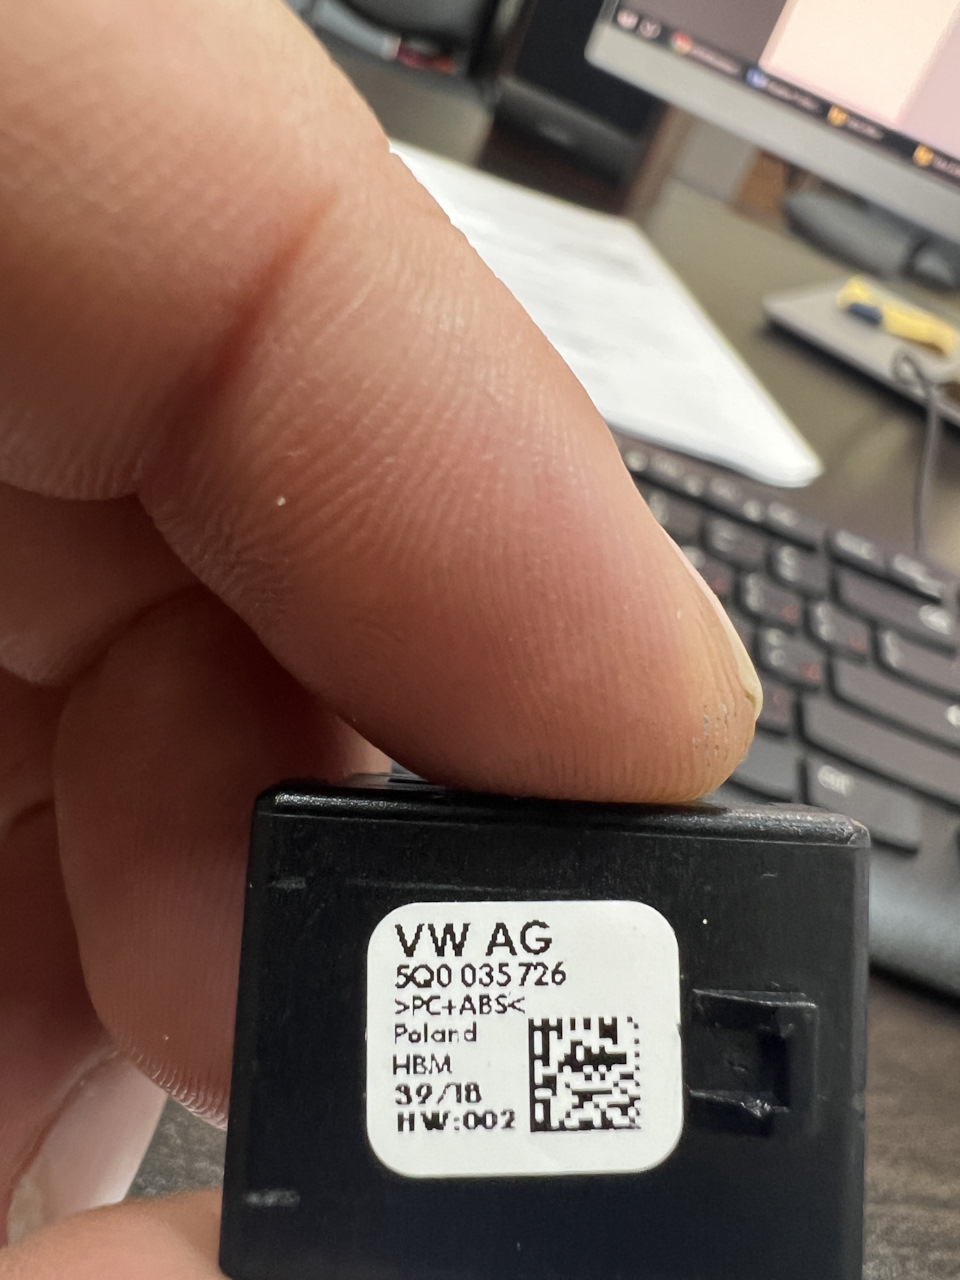 VW AG
5Q0 035 726
>PC+ABS<
Poland
HBM
39/18
HW:002